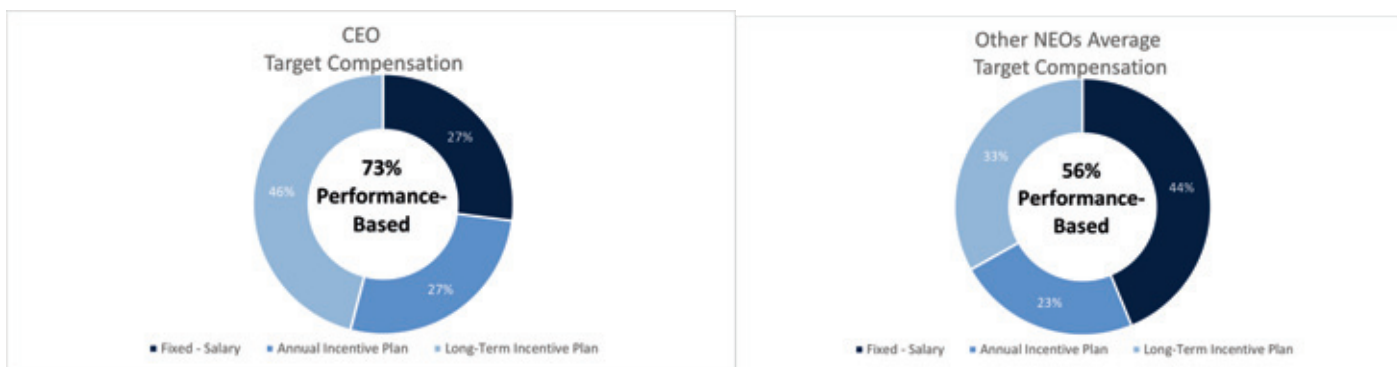 CEO
Target Compensation
27%
73%
Performance-
Based
46%
27%
Fixed - Salary Annual Incentive Plan Long-Term Incentive Plan
Other NEOs Average
Target Compensation
33%
56%
Performance-
Based
44%
23%
Fixed - Salary Annual Incentive Plan Long-Term Incentive Plan